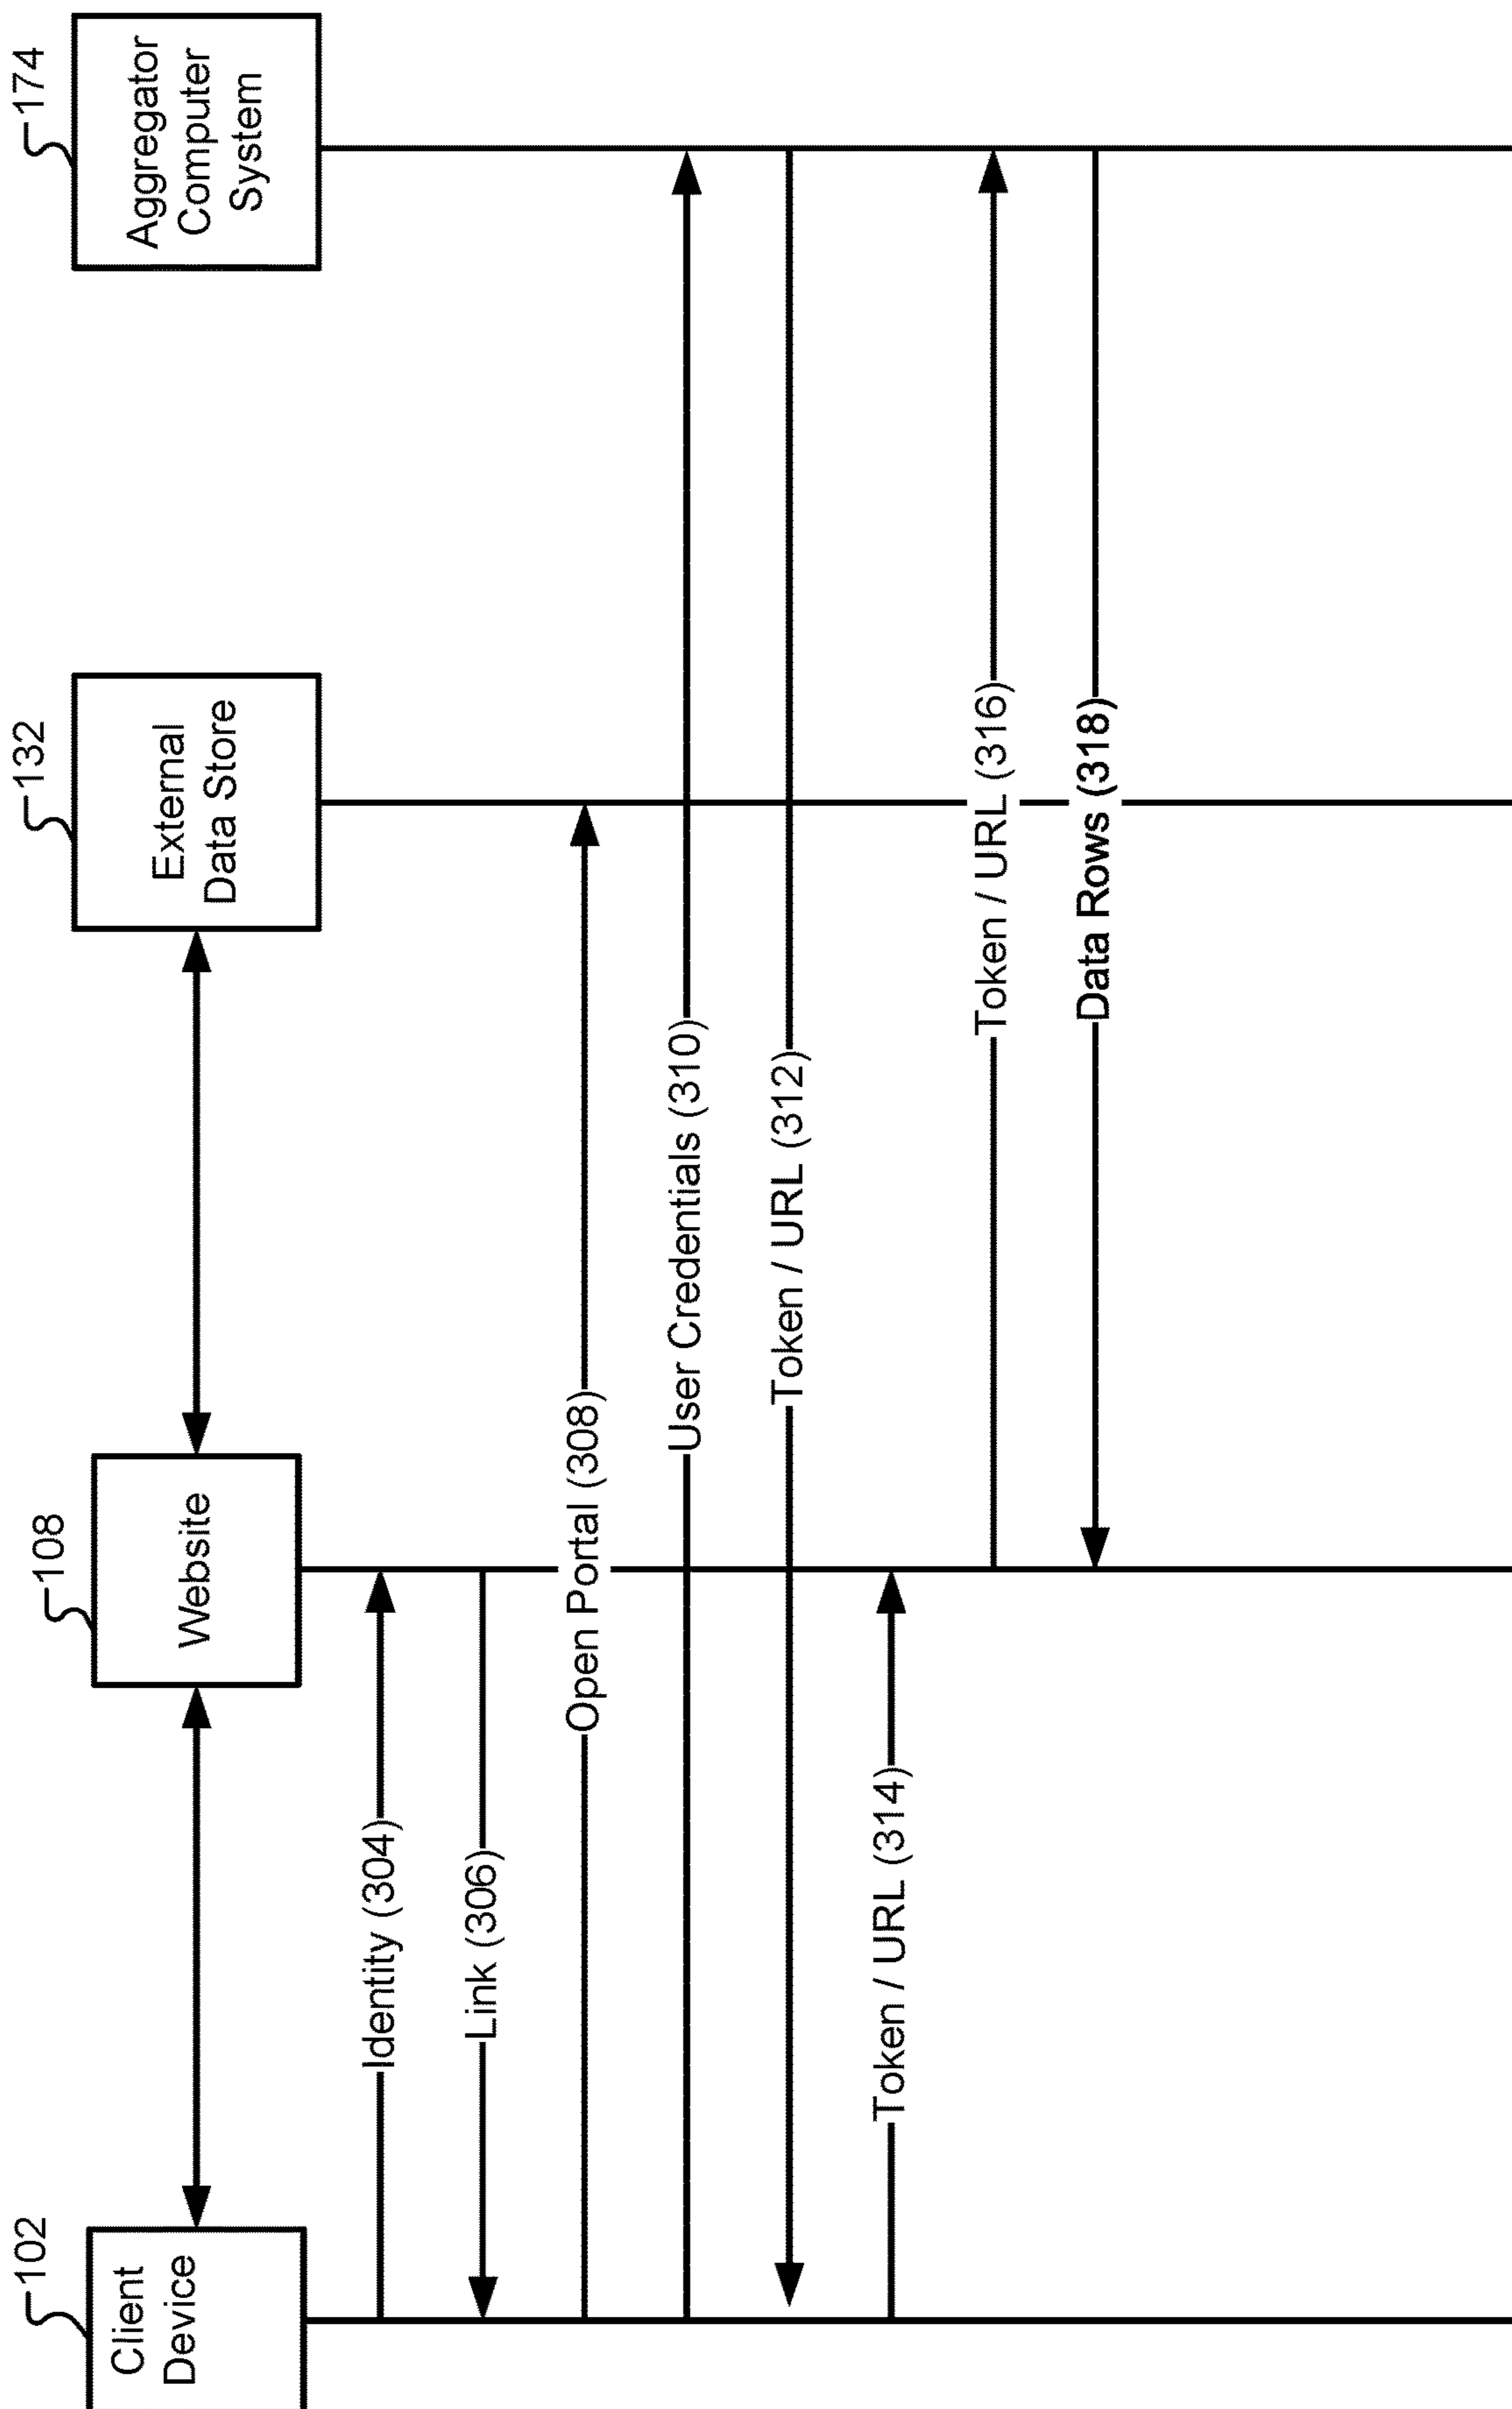 102
Client
Device
108
Website
132
External
Data Store
174
Aggregator
Computer
System
Identity (304)
Link (306)
Open Portal (308)
User Credentials (310)
Token / URL (312)
Token / URL (314)
Token / URL (316)
Data Rows (318)